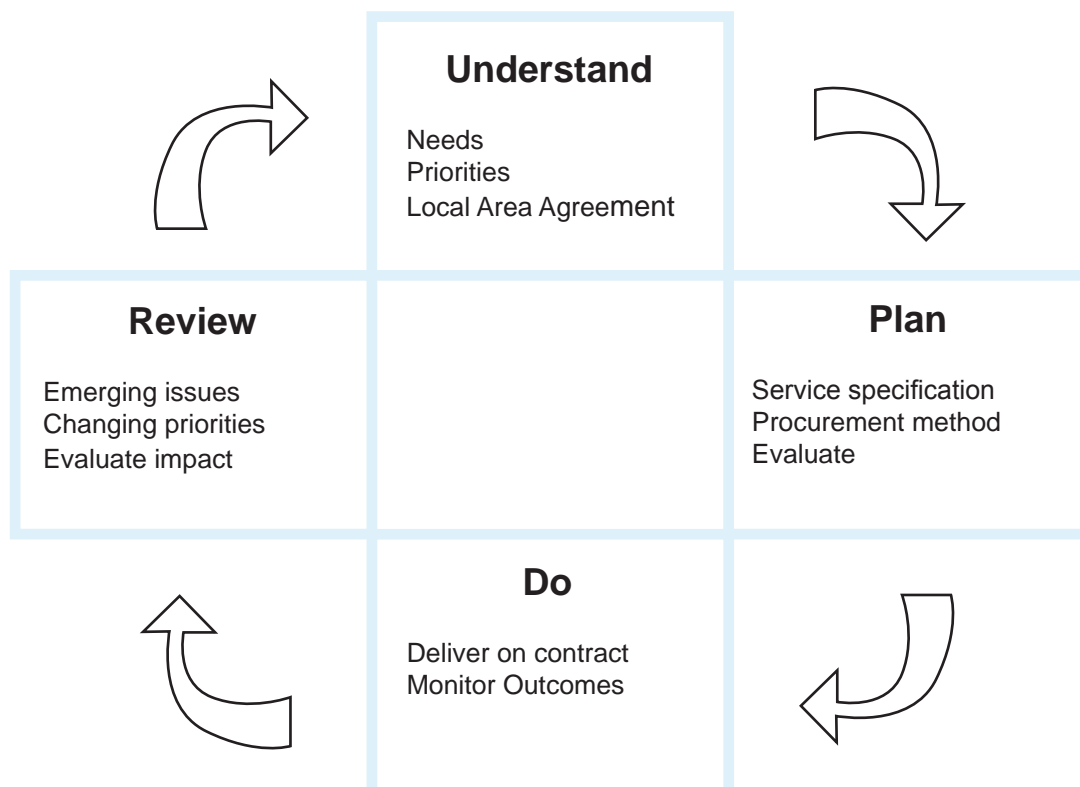 Understand
Needs
Priorities
Local Area Agreement
Review
Emerging issues
Changing priorities
Evaluate impact
Plan
Service specification
Procurement method
Evaluate
Do
Deliver on contract
Monitor Outcomes